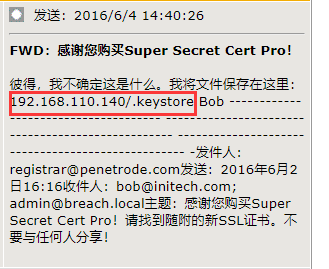 发送：2016/6/4 14:40:26
FWD：感谢您购买Super Secret Cert Pro！
彼得，我不确定这是什么。我将文件保存在这里：
192.168.110.140/.keystore Bob -----------
------------------------------------------
----------------------- ------------------
------------------------- -发件人：
registrar@penetrode.com发送：2016年6月2
日16:16收件人：bob@initech.com；
admin@breach.local主题：感谢您购买Super
Secret Cert Pro！请找到随附的新SSL证书。不
要与任何人分享！